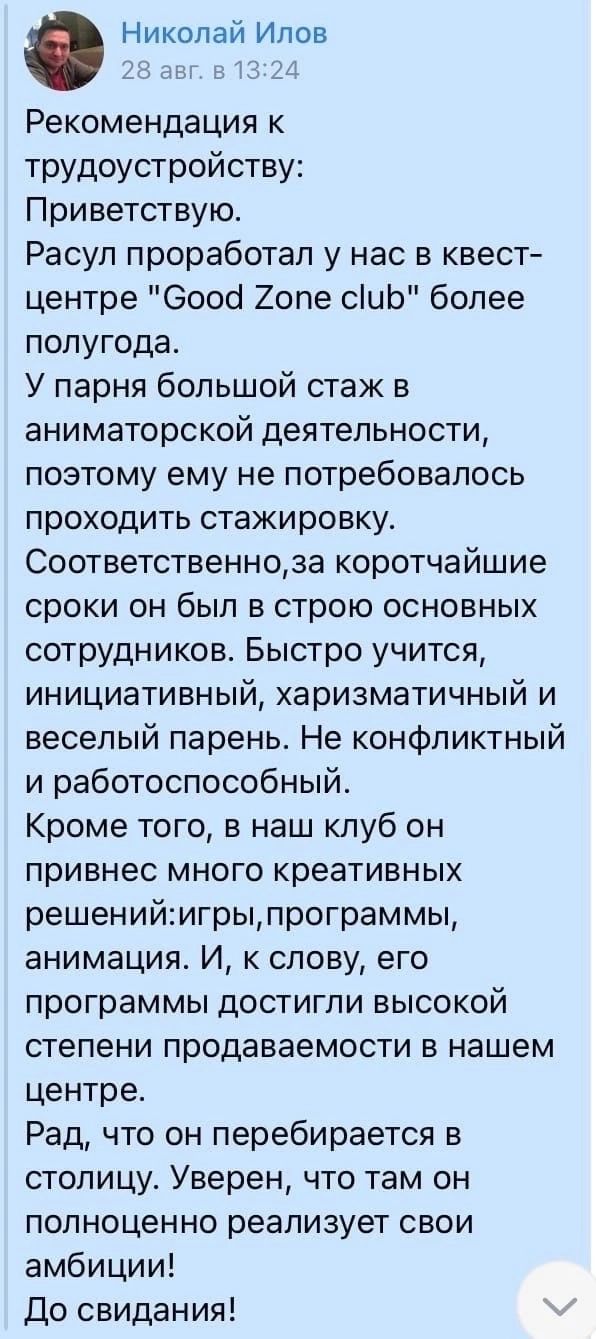 Николай Илов
28 авг. в 13:24
Рекомендация к
трудоустройству:
Приветствую.
Расул проработал у нас в квест-
центре "Good Zone club" более
полугода.
У парня большой стаж в
аниматорской деятельности,
поэтому ему не потребовалось
проходить стажировку.
Соответственно,за коротчайшие
сроки он был в строю основных
сотрудников. Быстро учится,
инициативный, харизматичный и
веселый парень. Не конфликтный
и работоспособный.
Кроме того, в наш клуб он
привнес много креативных
решений:игры,программы,
анимация. И, к слову, его
программы достигли высокой
степени продаваемости в нашем
центре.
Рад, что он перебирается в
столицу. Уверен, что там он
полноценно реализует свои
амбиции!
До свидания!